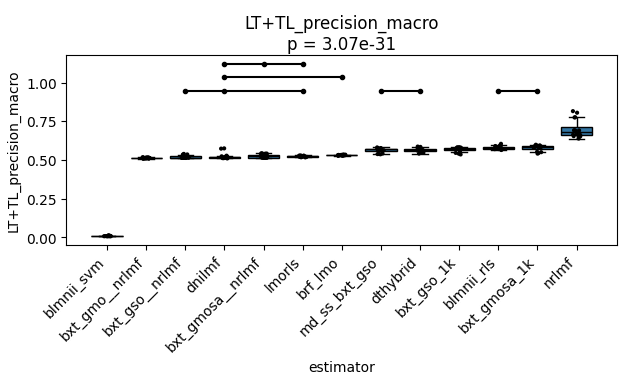 LT+TL_precision_macro
p = 3.07e-31
LT+TL_precision_macro
1.00
0.75
0.50
0.25
0.00
blmnii_svm
bxt_gmo__nrlmf
bxt_gso__nrlmf
dnilmf
bxt_gmosa__nrlmf
lmorls
brf_lmo
md_ss_bxt_gso
dthybrid
bxt_gso_1k
blmnii_rls
bxt_gmosa_1k
nrlmf
estimator